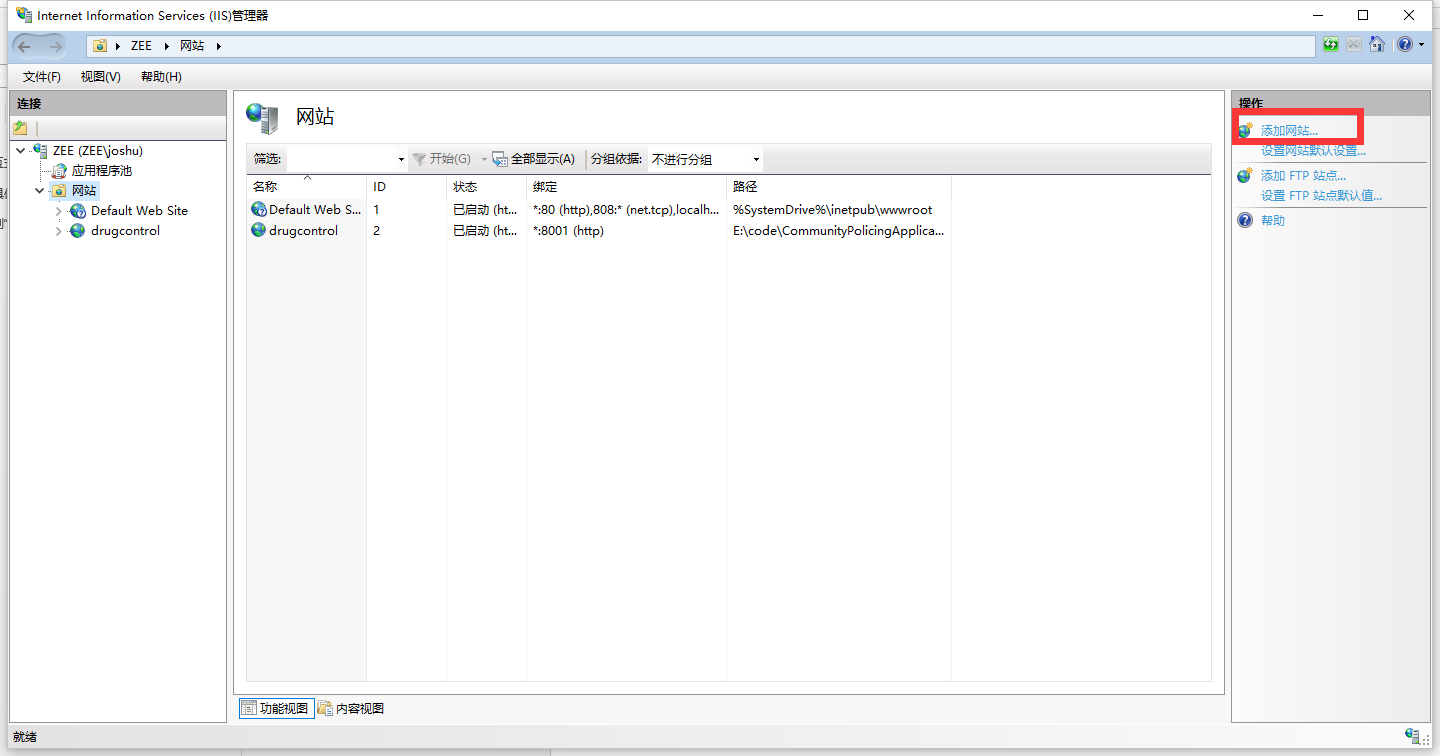 Internet Information Services (IIS)管理器
ZEE 网站
文件(F) 视图(V) 帮助(H)
连接
ZEE (ZEE\joshu)
应用程序池
网站
Default Web Site
drugcontrol
网站
筛选: 开始(G) 全部显示(A) 分组依据: 不进行分组
名称 ID 状态 绑定 路径
Default Web S... 1 已启动 (ht... *:80 (http),808:* (net.tcp),localh... %SystemDrive%\inetpub\wwwroot
drugcontrol 2 已启动 (ht... *:8001 (http) E:\code\CommunityPolicingApplica...
功能视图 内容视图
操作
添加网站...
设置网站默认设置...
添加 FTP 站点...
设置 FTP 站点默认值...
帮助
就绪